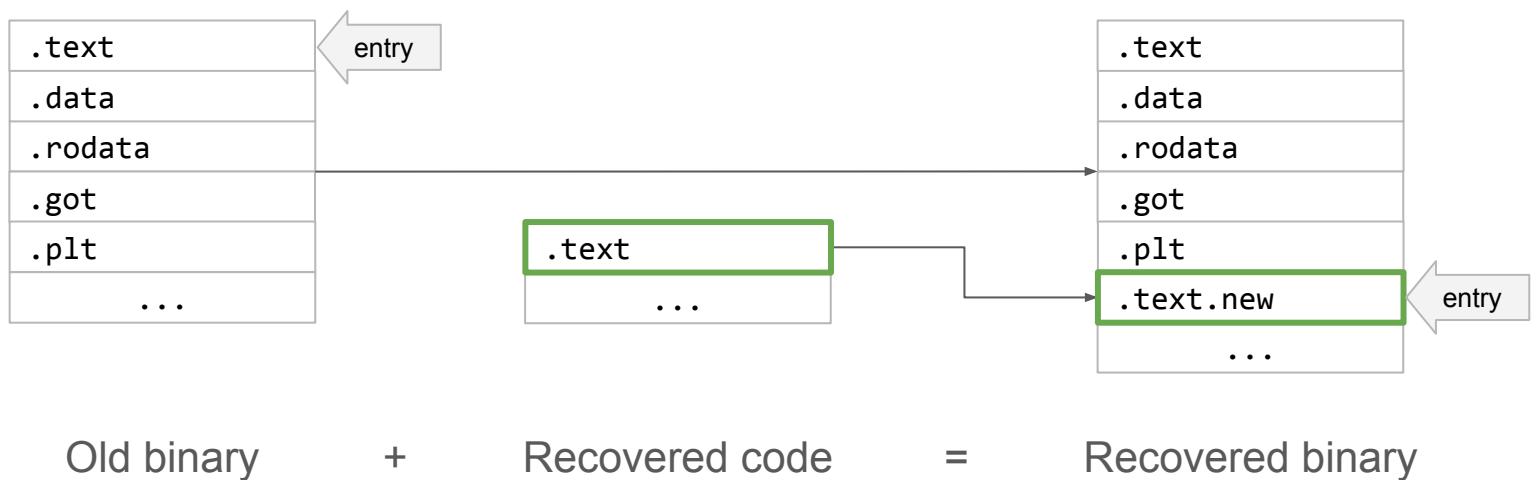 .text
entry
.data
.rodata
.got
.plt
...
.text
...
.text
.data
.rodata
.got
.plt
.text.new
entry
...
Old binary + Recovered code = Recovered binary